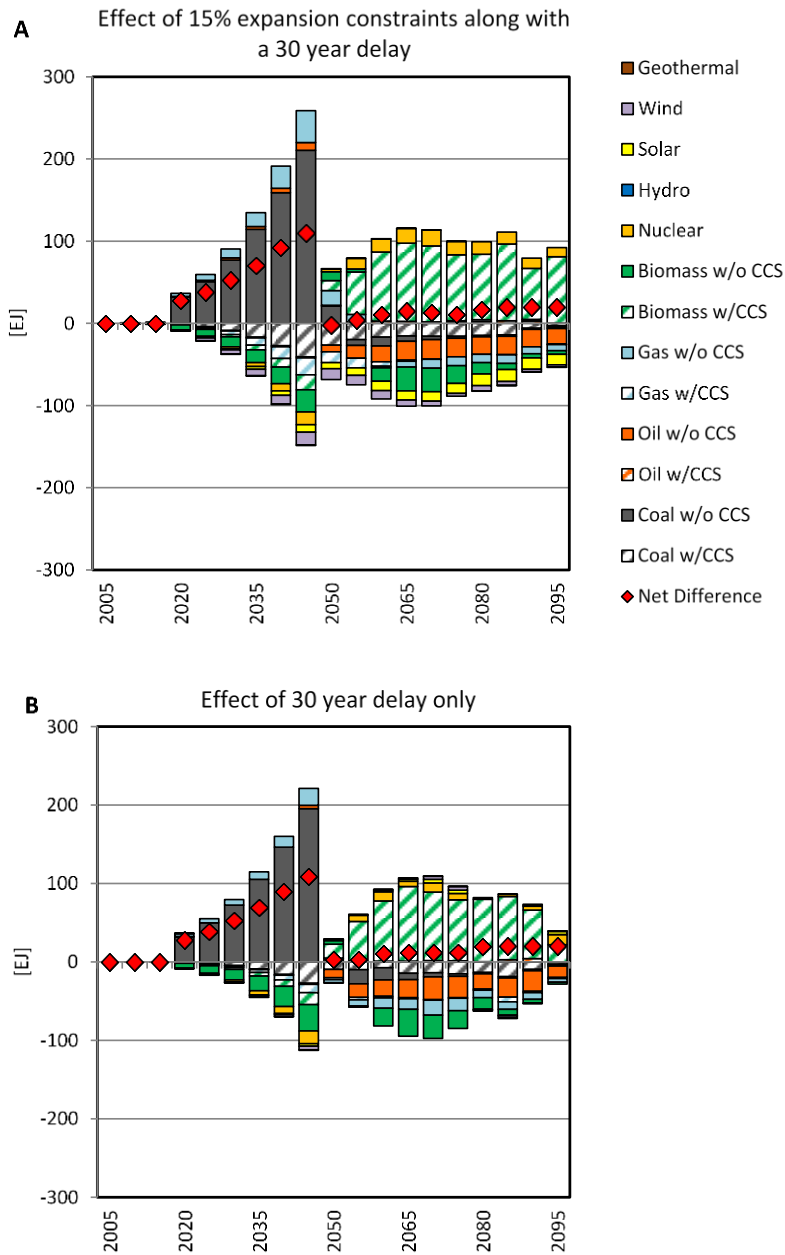 A
Effect of 15% expansion constraints along with
a 30 year delay
300
200
100
0
-100
-200
-300
[EJ]
2005
2020
2035
2050
2065
2080
2095
Geothermal
Wind
Solar
Hydro
Nuclear
Biomass w/o CCS
Biomass w/CCS
Gas w/o CCS
Gas w/CCS
Oil w/o CCS
Oil w/CCS
Coal w/o CCS
Coal w/CCS
Net Difference
B
Effect of 30 year delay only
300
200
100
0
-100
-200
-300
[EJ]
2005
2020
2035
2050
2065
2080
2095